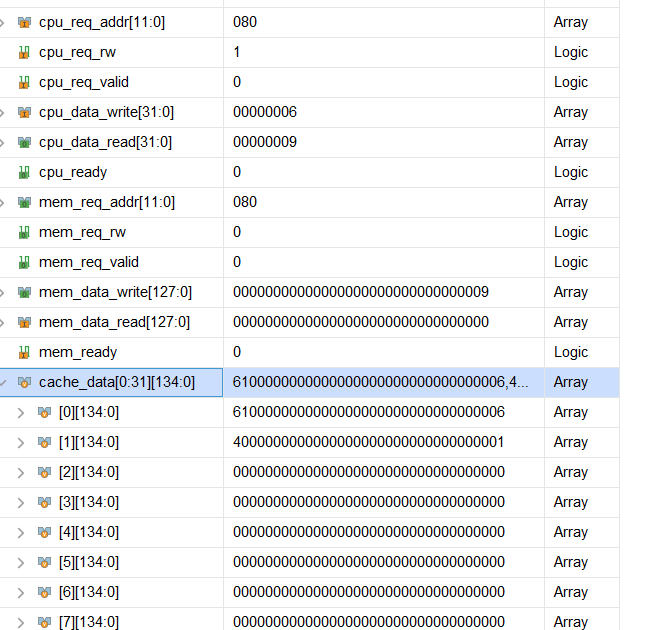 cpu_req_addr[11:0] 080 Array
cpu_req_rw 1 Logic
cpu_req_valid 0 Logic
cpu_data_write[31:0] 00000006 Array
cpu_data_read[31:0] 00000009 Array
cpu_ready 0 Logic
mem_req_addr[11:0] 080 Array
mem_req_rw 0 Logic
mem_req_valid 0 Logic
mem_data_write[127:0] 00000000000000000000000000000009 Array
mem_data_read[127:0] 00000000000000000000000000000000 Array
mem_ready 0 Logic
cache_data[0:31][134:0] 6100000000000000000000000000000006,4... Array
[0][134:0] 6100000000000000000000000000000006 Array
[1][134:0] 4000000000000000000000000000000001 Array
[2][134:0] 0000000000000000000000000000000000 Array
[3][134:0] 0000000000000000000000000000000000 Array
[4][134:0] 0000000000000000000000000000000000 Array
[5][134:0] 0000000000000000000000000000000000 Array
[6][134:0] 0000000000000000000000000000000000 Array
[7][134:0] 0000000000000000000000000000000000 Array